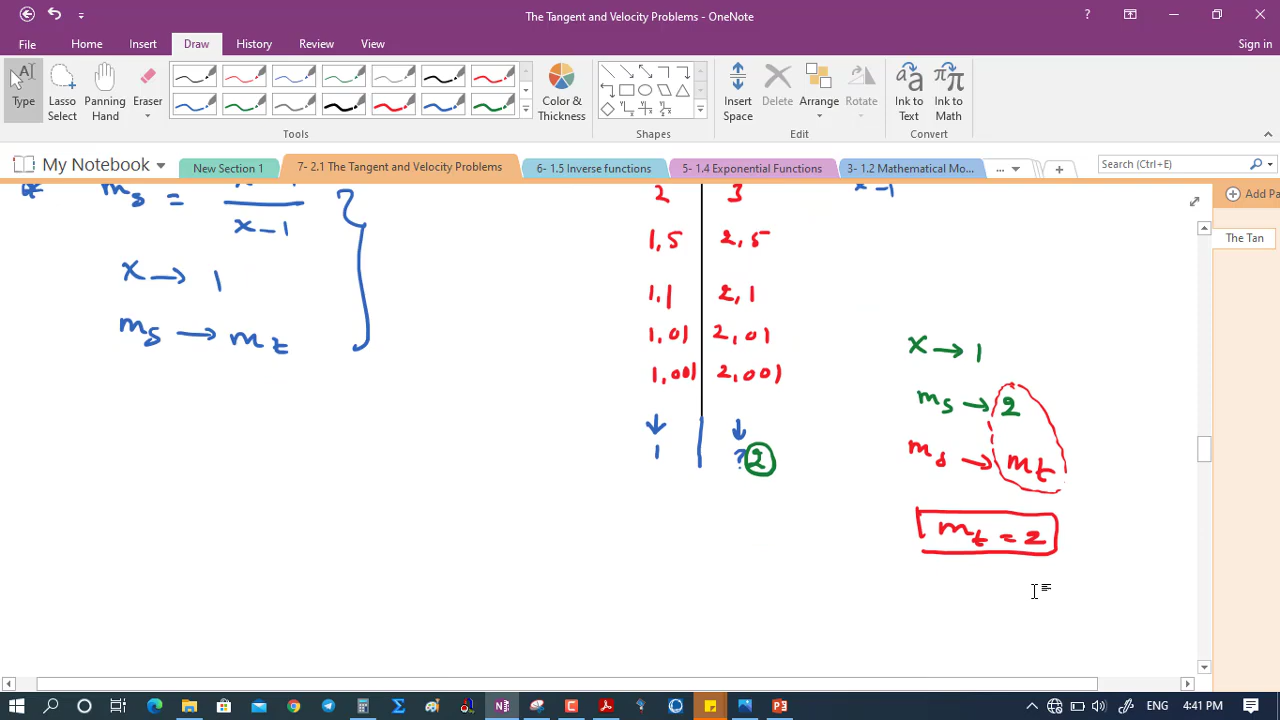 The Tangent and Velocity Problems - OneNote
File Home Insert Draw History Review View Sign in
Type
Lasso Select
Panning Hand
Eraser
Color & Thickness
Insert Space
Delete
Arrange
Rotate
Ink to Text
Ink to Math
Tools Shapes Edit Convert
My Notebook New Section 1 7- 2.1 The Tangent and Velocity Problems 6- 1.5 Inverse functions 5- 1.4 Exponential Functions 3- 1.2 Mathematical Mo... ... Search (Ctrl+E)
Add Pa
The Tan
ms =
x-1
x → 1
ms → mt
2 | 3
1,5 | 2,5
1,1 | 2,1
1,01 | 2,01
1,001 | 2,001
↓ ↓
1 | ? 2
x-1
x → 1
ms → 2
ms → mt
mt = 2
ENG 4:41 PM